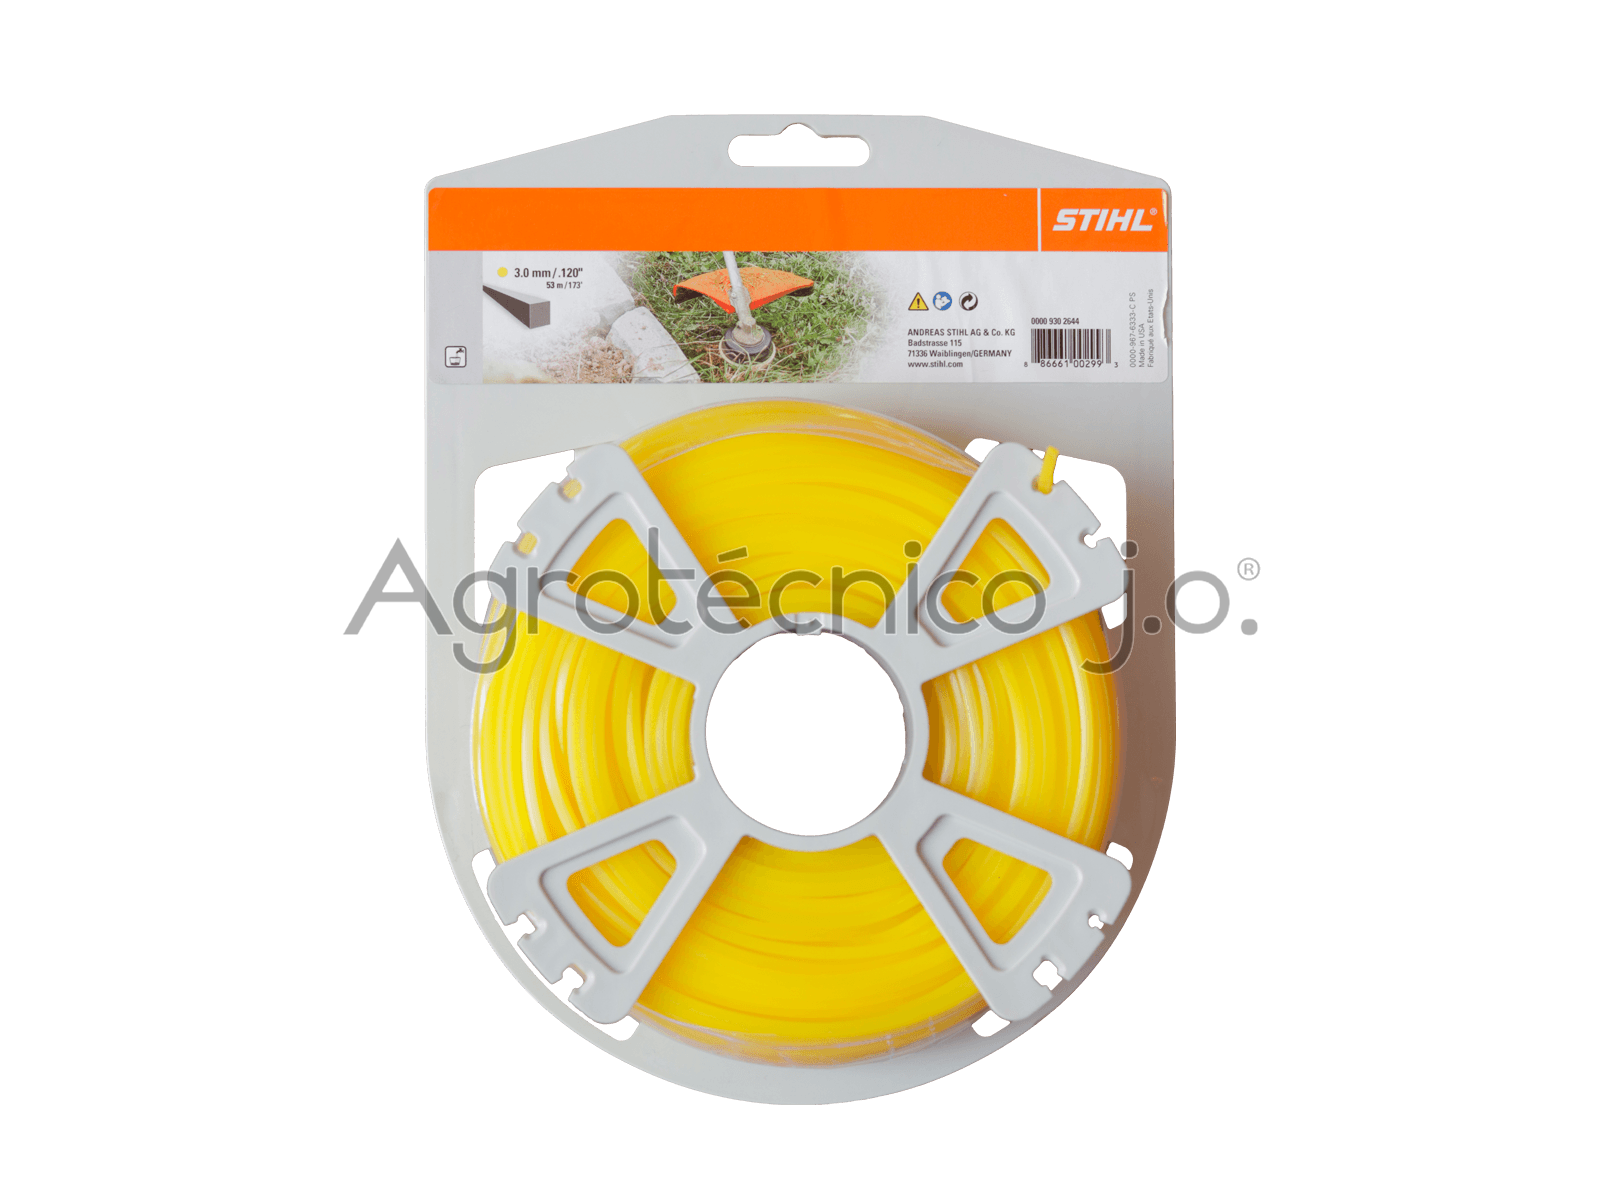 STIHL®
3.0 mm/.120"
53 m/173'
ANDREAS STIHL AG & Co. KG
Badstrasse 115
71336 Waiblingen/GERMANY
www.stihl.com
0000 930 2644
8 86661 00299 3
0000-967-6333-C PS
Made in USA
Fabriqué aux Etats-Unis
Agrotécnico j.o.®